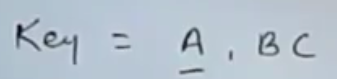 Key = A, BC